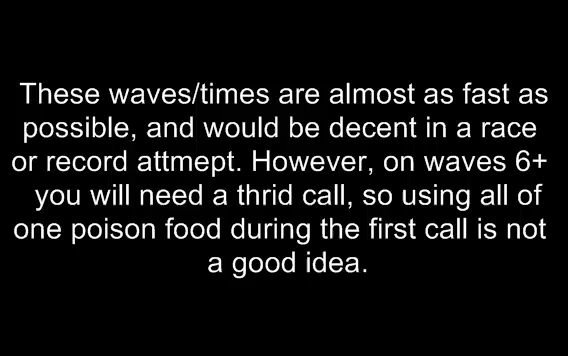 These waves/times are almost as fast as
possible, and would be decent in a race
or record attmept. However, on waves 6+
you will need a thrid call, so using all of
one poison food during the first call is not
a good idea.